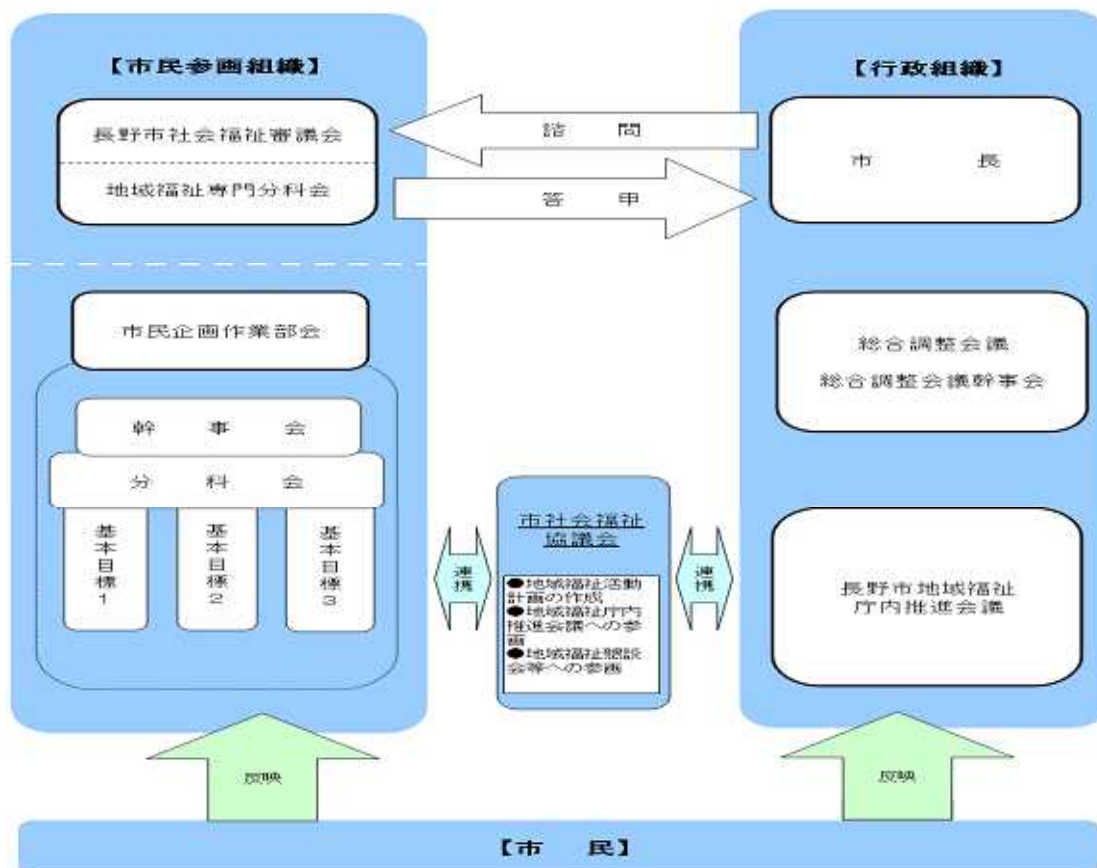 【市民参画組織】
長野市社会福祉審議会
地域福祉専門分科会
市民企画作業部会
幹事会
分科会
基本目標1
基本目標2
基本目標3
諮問
答申
連携
市社会福祉
協議会
●地域福祉活動
計画の作成
●地域福祉庁内
推進会議への参
画
●地域福祉懇談
会等への参画
連携
【行政組織】
市長
総合調整会議
総合調整会議幹事会
長野市地域福祉
庁内推進会議
反映
反映
【市民】